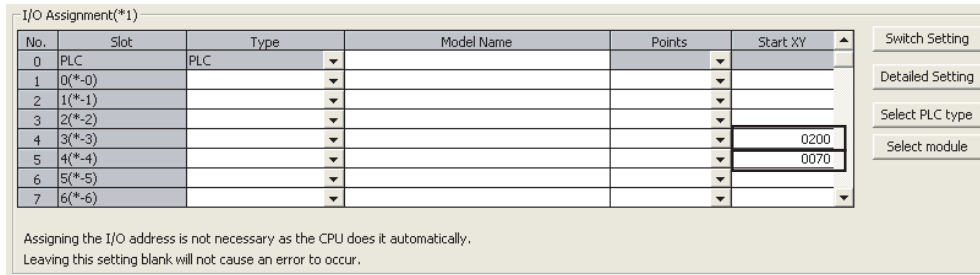 I/O Assignment(*1)
No. Slot Type Model Name Points Start XY
0 PLC PLC
1 0(*-0)
2 1(*-1)
3 2(*-2)
4 3(*-3) 0200
5 4(*-4) 0070
6 5(*-5)
7 6(*-6)
Switch Setting
Detailed Setting
Select PLC type
Select module
Assigning the I/O address is not necessary as the CPU does it automatically.
Leaving this setting blank will not cause an error to occur.